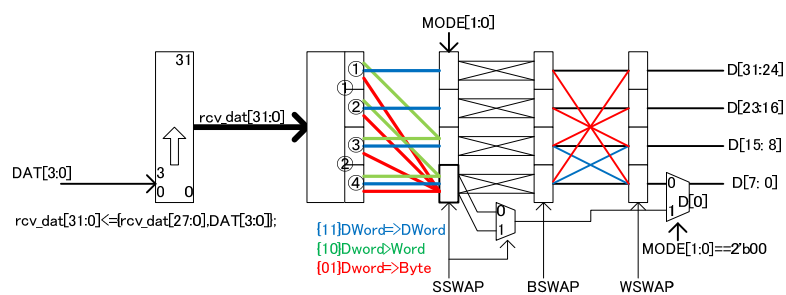 MODE[1:0]
31
① D[31:24]
①
rcv_dat[31:0] ② D[23:16]
③ D[15: 8]
②
DAT[3:0] 3 ④ 0 D[7: 0]
0 0 0 1 D[0]
rcv_dat[31:0]<={rcv_dat[27:0],DAT[3:0]};
{11}DWord=>DWord 1
{10}Dword>Word MODE[1:0]==2'b00
{01}Dword=>Byte
SSWAP BSWAP WSWAP